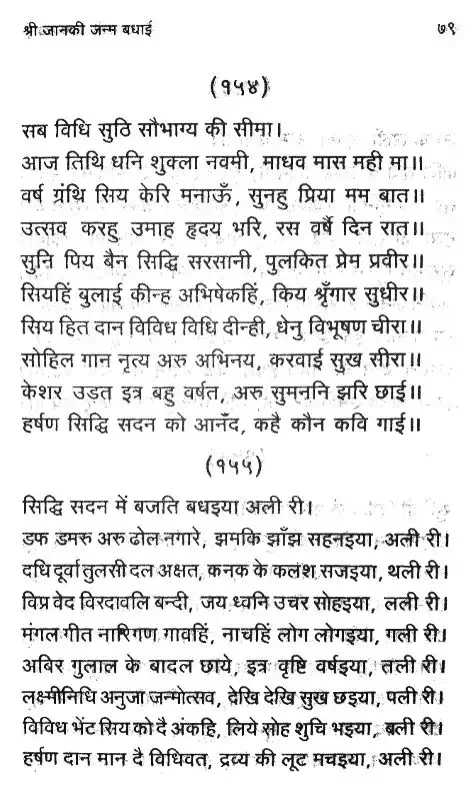 श्री जानकी जन्म बधाई ७९
(१५४)
सब विधि सुठि सौभाग्य की सीमा।
आज तिथि धनि शुक्ला नवमी, माधव मास मही मा॥
वर्ष ग्रंथि सिय केरि मनाऊँ, सुनहु प्रिया मम बात॥
उत्सव करहु उमाह हृदय भरि, रस वर्षै दिन रात॥
सुनि पिय बैन सिद्धि सरसानी, पुलकित प्रेम प्रवीर॥
सियहिं बुलाई कीन्ह अभिषेकहिं, किय श्रृँगार सुधीर॥
सिय हित दान विविध विधि दीन्ही, धेनु विभूषण चीरा॥
सोहिल गान नृत्य अरु अभिनय, करवाई सुख सीरा॥
केशर उड़त इत्र बहु वर्षत, अरु सुमननि झरि छाई॥
हर्षण सिद्धि सदन को आनँद, कहै कौन कवि गाई॥
(१५५)
सिद्धि सदन में बजति बधइया अली री।
डफ डमरु अरु ढोल नगारे, झमकि झाँझ सहनइया, अली री।
दधि दूर्वा तुलसी दल अक्षत, कनक के कलश सजइया, थली री।
विप्र वेद विरदावलि बन्दी, जय ध्वनि उचर सोहइया, लली री।
मंगल गीत नारिगण गावहिं, नाचहिं लोग लोगइया, गली री।
अबिर गुलाल के बादल छाये, इत्र वृष्टि वर्षइया, तली री।
लक्ष्मीनिधि अनुजा जन्मोत्सव, देखि देखि सुख छइया, पली री।
विविध भेंट सिय को दै अंकहि, लिये सोह शुचि भइया, बली री।
हर्षण दान मान दै विधिवत, द्रव्य की लूट मचइया, अली री।